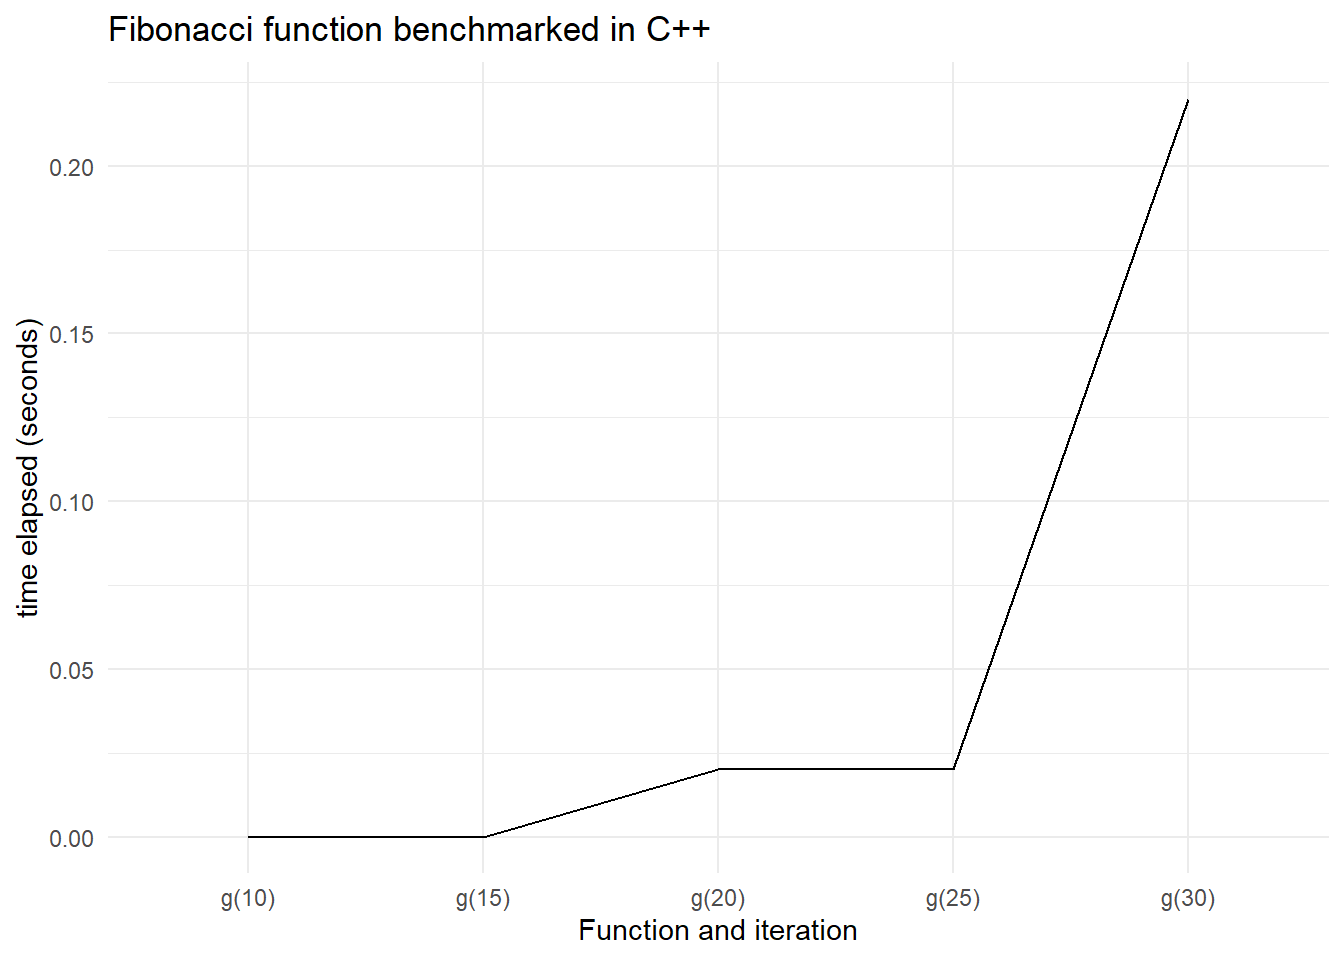 Fibonacci function benchmarked in C++
time elapsed (seconds)
0.20
0.15
0.10
0.05
0.00
g(10) g(15) g(20) g(25) g(30)
Function and iteration